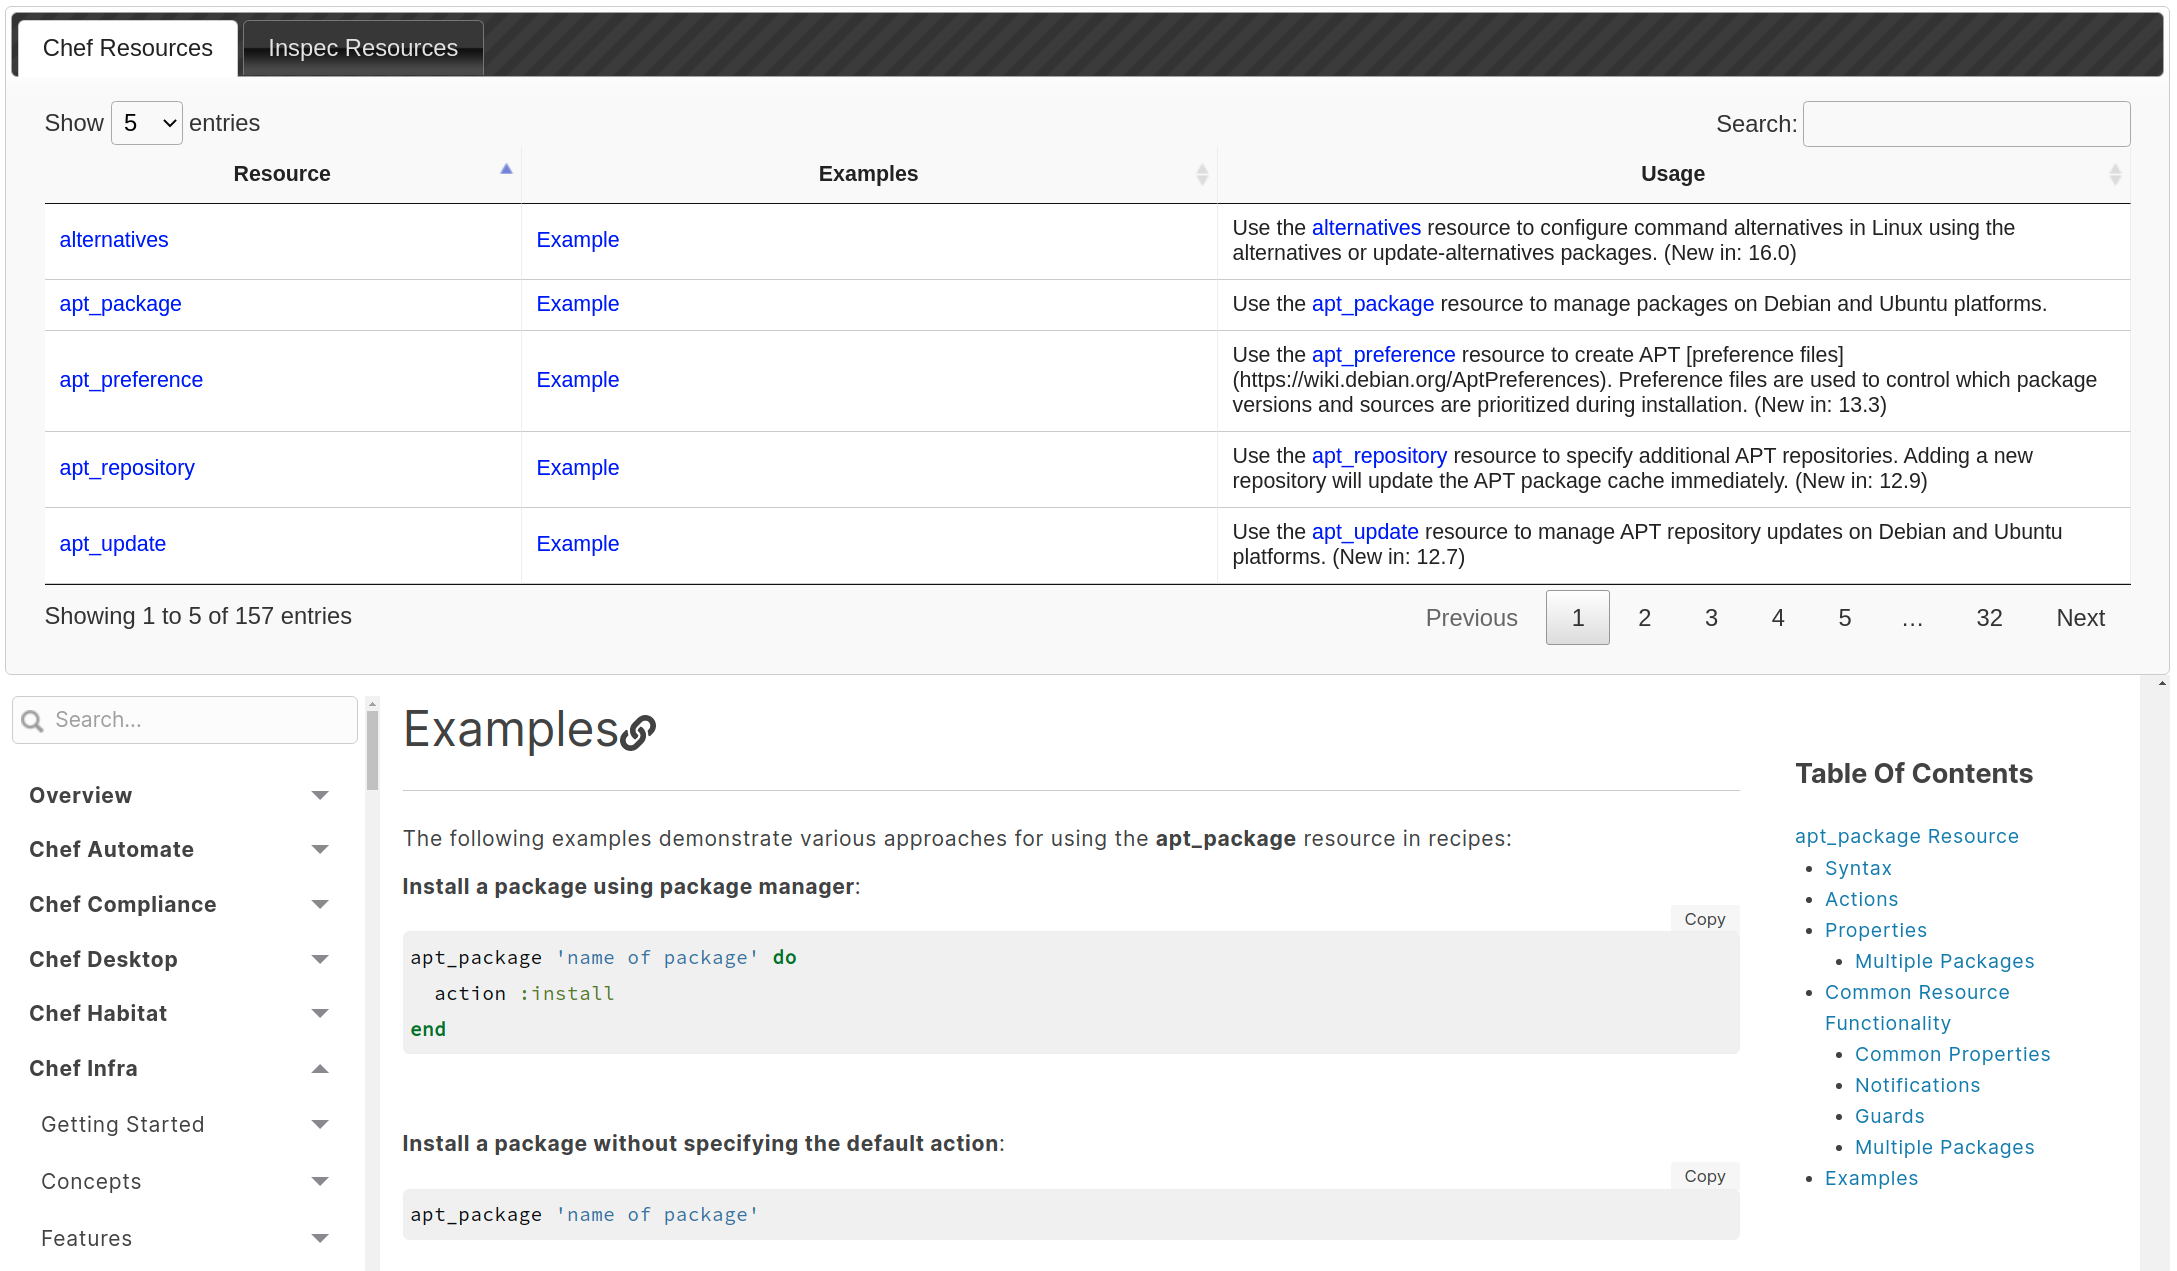 Chef Resources
Inspec Resources
Show 5 entries
Search:
Resource Examples Usage
alternatives Example Use the alternatives resource to configure command alternatives in Linux using the
alternatives or update-alternatives packages. (New in: 16.0)
apt_package Example Use the apt_package resource to manage packages on Debian and Ubuntu platforms.
apt_preference Example Use the apt_preference resource to create APT [preference files]
(https://wiki.debian.org/AptPreferences). Preference files are used to control which package
versions and sources are prioritized during installation. (New in: 13.3)
apt_repository Example Use the apt_repository resource to specify additional APT repositories. Adding a new
repository will update the APT package cache immediately. (New in: 12.9)
apt_update Example Use the apt_update resource to manage APT repository updates on Debian and Ubuntu
platforms. (New in: 12.7)
Showing 1 to 5 of 157 entries
Previous 1 2 3 4 5 … 32 Next
Search...
Overview
Chef Automate
Chef Compliance
Chef Desktop
Chef Habitat
Chef Infra
Getting Started
Concepts
Features
Examples
The following examples demonstrate various approaches for using the apt_package resource in recipes:
Install a package using package manager:
Copy
apt_package 'name of package' do
action :install
end
Install a package without specifying the default action:
Copy
apt_package 'name of package'
Table Of Contents
apt_package Resource
• Syntax
• Actions
• Properties
• Multiple Packages
• Common Resource
Functionality
• Common Properties
• Notifications
• Guards
• Multiple Packages
• Examples